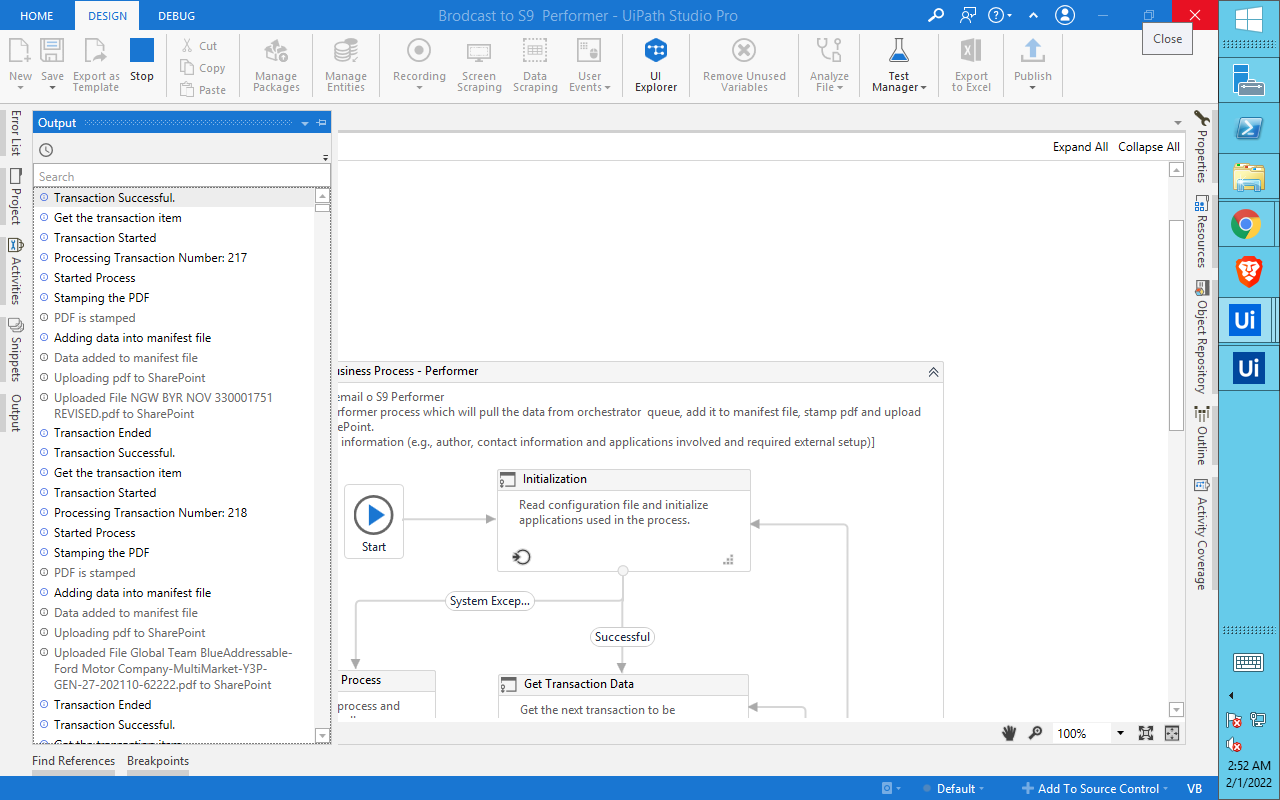 HOME DESIGN DEBUG
Brodcast to S9 Performer - UiPath Studio Pro
Close
New
Save
Export as
Template
Stop
Cut
Copy
Paste
Manage
Packages
Manage
Entities
Recording
Screen
Scraping
Data
Scraping
User
Events
UI
Explorer
Remove Unused
Variables
Analyze
File
Test
Manager
Export
to Excel
Publish
Error List
Project
Activities
Snippets
Output
Output
Search
Transaction Successful.
Get the transaction item
Transaction Started
Processing Transaction Number: 217
Started Process
Stamping the PDF
PDF is stamped
Adding data into manifest file
Data added to manifest file
Uploading pdf to SharePoint
Uploaded File NGW BYR NOV 330001751
REVISED.pdf to SharePoint
Transaction Ended
Transaction Successful.
Get the transaction item
Transaction Started
Processing Transaction Number: 218
Started Process
Stamping the PDF
PDF is stamped
Adding data into manifest file
Data added to manifest file
Uploading pdf to SharePoint
Uploaded File Global Team BlueAddressable-
Ford Motor Company-MultiMarket-Y3P-
GEN-27-202110-62222.pdf to SharePoint
Transaction Ended
Transaction Successful.
Get the transaction item
Find References Breakpoints
Expand All Collapse All
usiness Process - Performer
email o S9 Performer
rformer process which will pull the data from orchestrator queue, add it to manifest file, stamp pdf and upload
ePoint.
information (e.g., author, contact information and applications involved and required external setup)]
Start
Initialization
Read configuration file and initialize
applications used in the process.
System Excep...
Successful
Process
process and
Get Transaction Data
Get the next transaction to be
100%
Properties
Resources
Object Repository
Outline
Activity Coverage
Default
Add To Source Control
VB
Ui
Ui
2:52 AM
2/1/2022